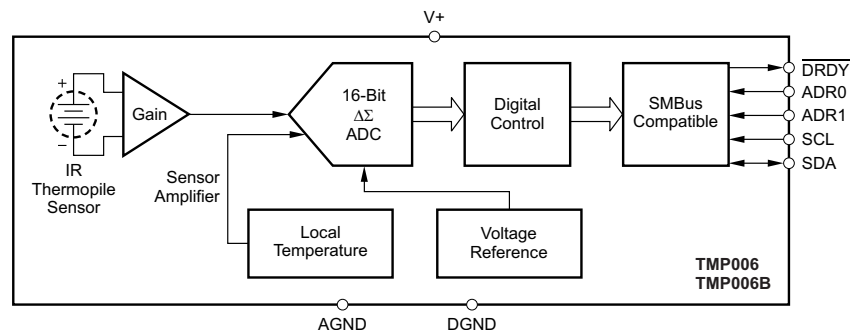 V+
+
−
IR
Thermopile
Sensor
Gain
Sensor
Amplifier
16-Bit
ΔΣ
ADC
Local
Temperature
Digital
Control
Voltage
Reference
SMBus
Compatible
DRDY
ADR0
ADR1
SCL
SDA
TMP006
TMP006B
AGND
DGND